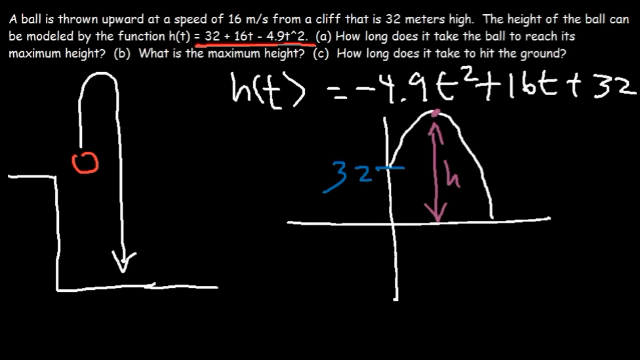 A ball is thrown upward at a speed of 16 m/s from a cliff that is 32 meters high. The height of the ball can
be modeled by the function h(t) = 32 + 16t - 4.9t^2. (a) How long does it take the ball to reach its
maximum height? (b) What is the maximum height? (c) How long does it take to hit the ground?
h(t) = -4.9t²+16t+32
32
h